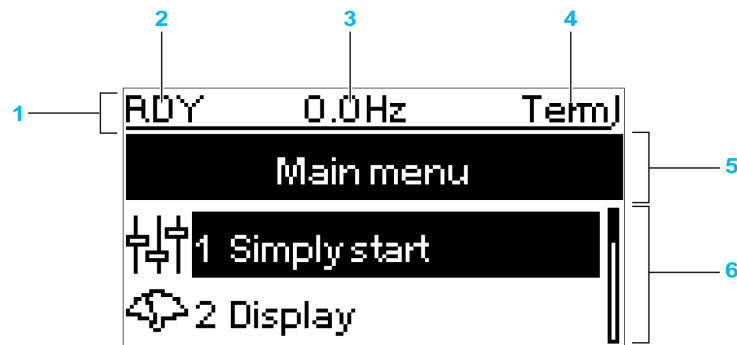 2 3 4
1 RDY 0.0Hz Term
Main menu 5
1 Simply start
6
2 Display